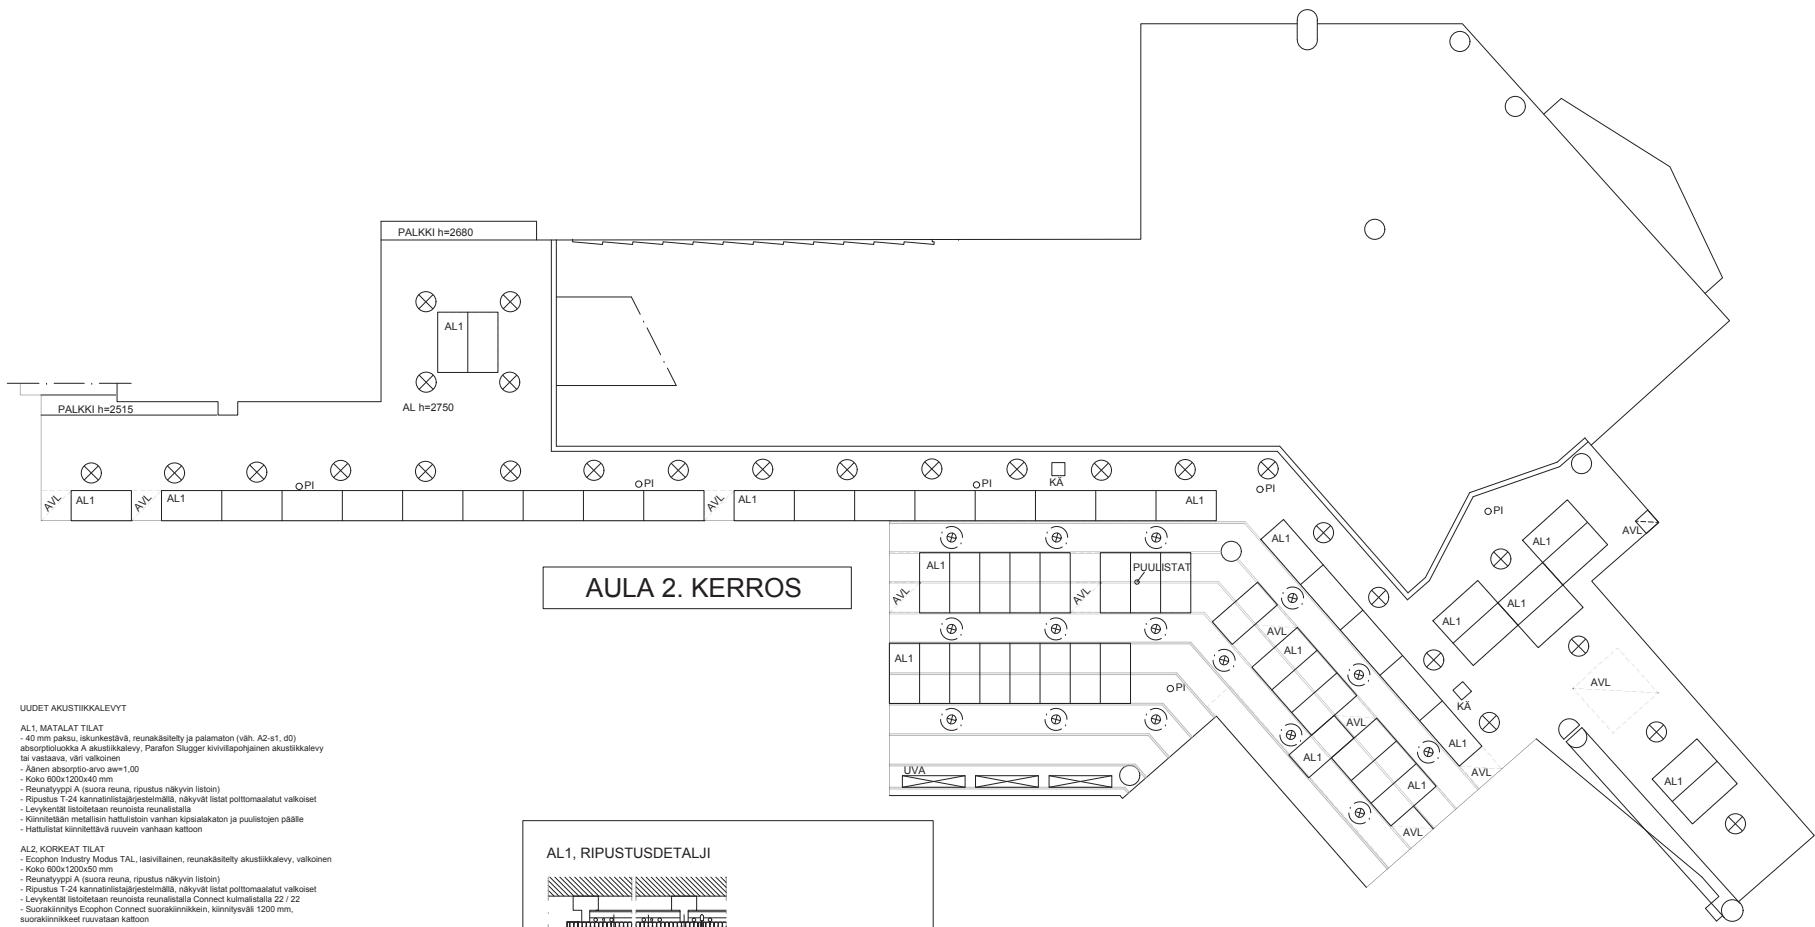 PALKKI h=2680
AL1
AL h=2750
PALKKI h=2515
PI
PI
PI
KÄ
PI
AVL
AL1
AVL
AL1
AVL
AL1
AL1
PI
AVL
AL1
AL1
AL1
AL1
AULA 2. KERROS
AL1
PUULISTAT
AVL
AVL
AVL
AL1
AL1
PI
AVL
KÄ
AVL
AL1
AL1
AVL
AL1
UVA
AL1
AVL
UUDET AKUSTIIKKALEVYT
AL1, MATALAT TILAT
- 40 mm paksu, iskunkestävä, reunakäsitelty ja palamaton (väh. A2-s1, d0)
absorptioluokka A akustiikkalevy, Parafon Slugger kivivillapohjainen akustiikkalevy
tai vastaava, väri valkoinen
- Äänen absorptio-arvo aw=1,00
- Koko 600x1200x40 mm
- Reunatyyppi A (suora reuna, ripustus näkyvin listoin)
- Ripustus T-24 kannatinlistajärjestelmällä, näkyvät listat polttomaalatut valkoiset
- Levykentät listoitetaan reunoista reunalistalla
- Kiinnitetään metallisin hattulistoin vanhan kipsialakaton ja puulistojen päälle
- Hattulistat kiinnitettävä ruuvein vanhaan kattoon
AL2, KORKEAT TILAT
- Ecophon Industry Modus TAL, lasivillainen, reunakäsitelty akustiikkalevy, valkoinen
- Koko 600x1200x50 mm
- Reunatyyppi A (suora reuna, ripustus näkyvin listoin)
- Ripustus T-24 kannatinlistajärjestelmällä, näkyvät listat polttomaalatut valkoiset
- Levykentät listoitetaan reunoista reunalistalla Connect kulmalistalla 22 / 22
- Suorakiinnitys Ecophon Connect suorakiinnikkein, kiinnitysväli 1200 mm,
suorakiinnikkeet ruuvataan kattoon
AL1, RIPUSTUSDETALJI